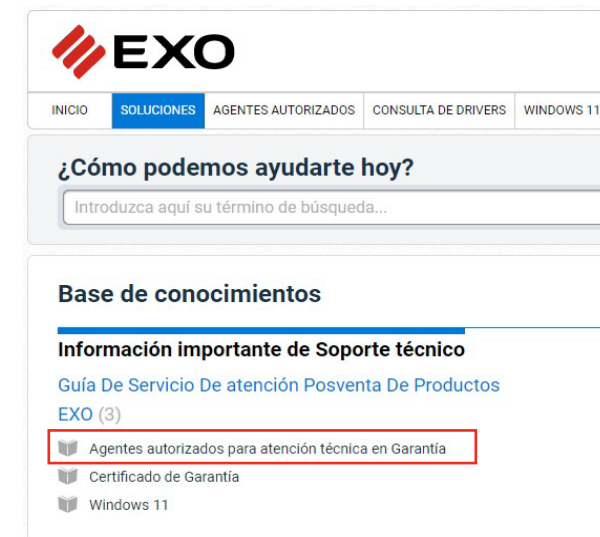 EXO
INICIO SOLUCIONES AGENTES AUTORIZADOS CONSULTA DE DRIVERS WINDOWS 11
¿Cómo podemos ayudarte hoy?
Introduzca aquí su término de búsqueda...
Base de conocimientos
Información importante de Soporte técnico
Guía De Servicio De atención Posventa De Productos
EXO (3)
Agentes autorizados para atención técnica en Garantía
Certificado de Garantía
Windows 11